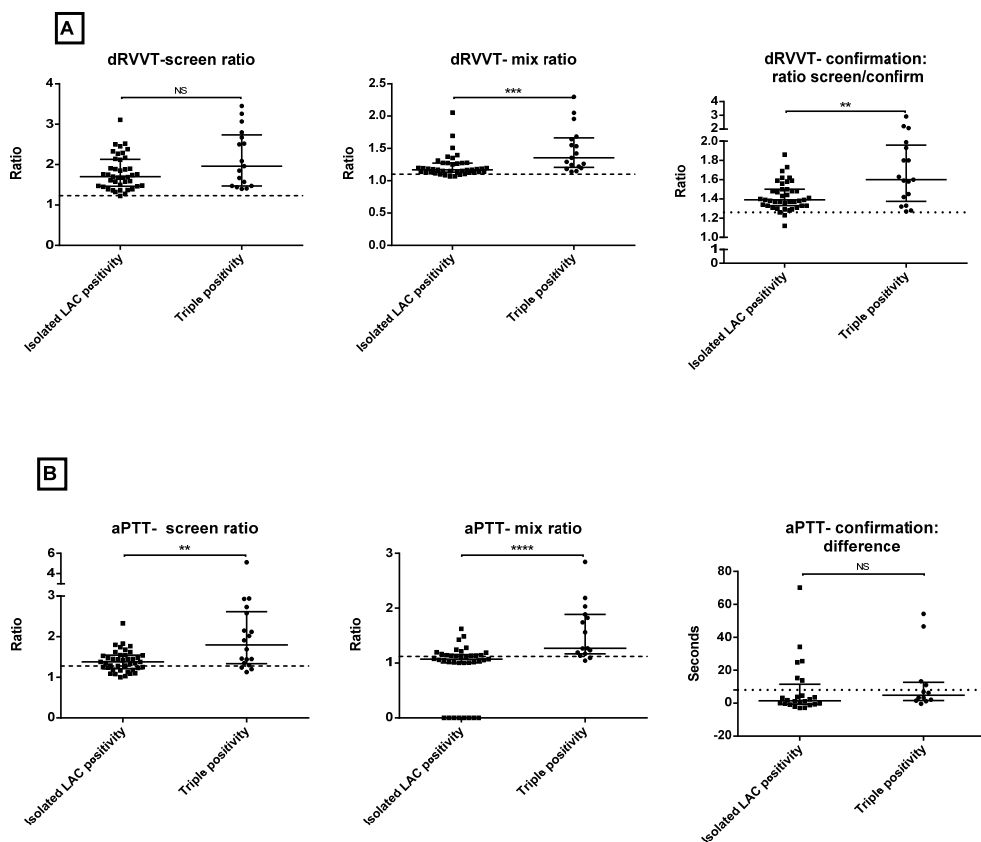 A
dRVVT-screen ratio
NS
Ratio
4
3
2
1
0
Isolated LAC positivity
Triple positivity
dRVVT- mix ratio
***
Ratio
2.5
2.0
1.5
1.0
0.5
0.0
Isolated LAC positivity
Triple positivity
dRVVT- confirmation:
ratio screen/confirm
**
Ratio
4
3
2
2.0
1.8
1.6
1.4
1.2
1.0
1
0
Isolated LAC positivity
Triple positivity
B
aPTT- screen ratio
**
Ratio
6
4
3
2
1
0
Isolated LAC positivity
Triple positivity
aPTT- mix ratio
****
Ratio
3
2
1
0
Isolated LAC positivity
Triple positivity
aPTT- confirmation:
difference
NS
Seconds
80
60
40
20
0
-20
Isolated LAC positivity
Triple positivity